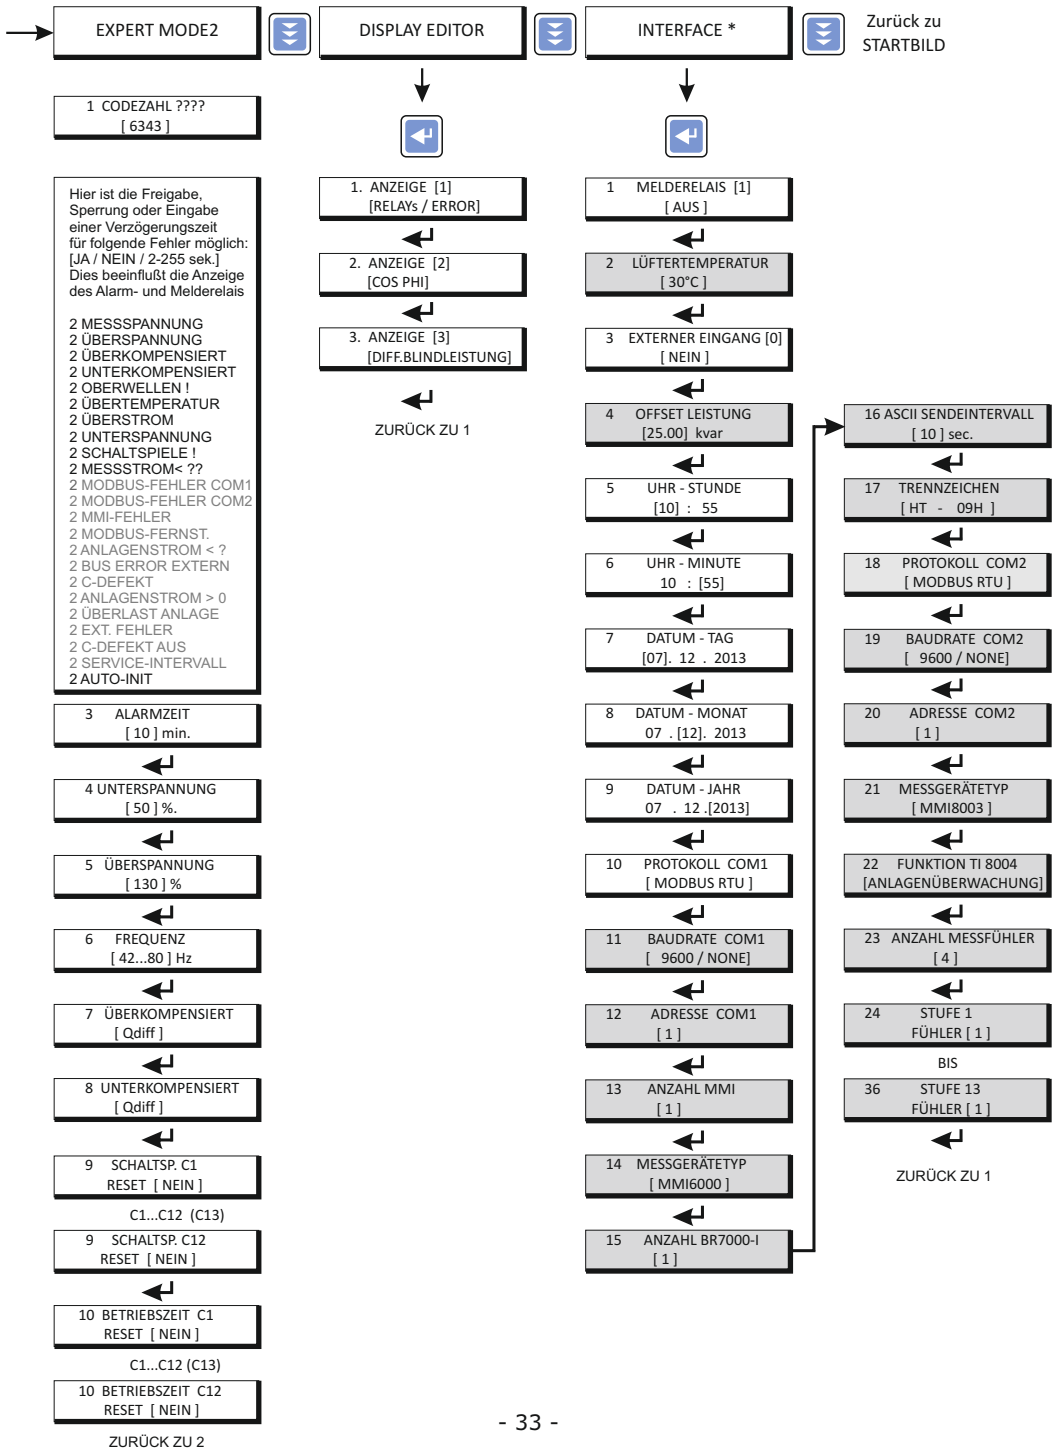 EXPERT MODE2
DISPLAY EDITOR
INTERFACE *
Zurück zu
STARTBILD
1 CODEZAHL ????
[ 6343 ]
Hier ist die Freigabe,
Sperrung oder Eingabe
einer Verzögerungszeit
für folgende Fehler möglich:
[JA / NEIN / 2-255 sek.]
Dies beeinflußt die Anzeige
des Alarm- und Melderelais
2 MESSSPANNUNG
2 ÜBERSPANNUNG
2 ÜBERKOMPENSIERT
2 UNTERKOMPENSIERT
2 OBERWELLEN !
2 ÜBERTEMPERATUR
2 ÜBERSTROM
2 UNTERSPANNUNG
2 SCHALTSPIELE !
2 MESSSTROM< ??
2 MODBUS-FEHLER COM1
2 MODBUS-FEHLER COM2
2 MMI-FEHLER
2 MODBUS-FERNST.
2 ANLAGENSTROM < ?
2 BUS ERROR EXTERN
2 C-DEFEKT
2 ANLAGENSTROM > 0
2 ÜBERLAST ANLAGE
2 EXT. FEHLER
2 C-DEFEKT AUS
2 SERVICE-INTERVALL
2 AUTO-INIT
3 ALARMZEIT
[ 10 ] min.
4 UNTERSPANNUNG
[ 50 ] %.
5 ÜBERSPANNUNG
[ 130 ] %
6 FREQUENZ
[ 42...80 ] Hz
7 ÜBERKOMPENSIERT
[ Qdiff ]
8 UNTERKOMPENSIERT
[ Qdiff ]
9 SCHALTSP. C1
RESET [ NEIN ]
C1...C12 (C13)
9 SCHALTSP. C12
RESET [ NEIN ]
10 BETRIEBSZEIT C1
RESET [ NEIN ]
C1...C12 (C13)
10 BETRIEBSZEIT C12
RESET [ NEIN ]
ZURÜCK ZU 2
1. ANZEIGE [1]
[RELAYs / ERROR]
2. ANZEIGE [2]
[COS PHI]
3. ANZEIGE [3]
[DIFF.BLINDLEISTUNG]
ZURÜCK ZU 1
1 MELDERELAIS [1]
[ AUS ]
2 LÜFTERTEMPERATUR
[ 30°C ]
3 EXTERNER EINGANG [0]
[ NEIN ]
4 OFFSET LEISTUNG
[25.00] kvar
5 UHR - STUNDE
[10] : 55
6 UHR - MINUTE
10 : [55]
7 DATUM - TAG
[07]. 12 . 2013
8 DATUM - MONAT
07 . [12]. 2013
9 DATUM - JAHR
07 . 12 .[2013]
10 PROTOKOLL COM1
[ MODBUS RTU ]
11 BAUDRATE COM1
[ 9600 / NONE]
12 ADRESSE COM1
[ 1 ]
13 ANZAHL MMI
[ 1 ]
14 MESSGERÄTETYP
[ MMI6000 ]
15 ANZAHL BR7000-I
[ 1 ]
16 ASCII SENDEINTERVALL
[ 10 ] sec.
17 TRENNZEICHEN
[ HT - 09H ]
18 PROTOKOLL COM2
[ MODBUS RTU ]
19 BAUDRATE COM2
[ 9600 / NONE]
20 ADRESSE COM2
[ 1 ]
21 MESSGERÄTETYP
[ MMI8003 ]
22 FUNKTION TI 8004
[ANLAGENÜBERWACHUNG]
23 ANZAHL MESSFÜHLER
[ 4 ]
24 STUFE 1
FÜHLER [ 1 ]
BIS
36 STUFE 13
FÜHLER [ 1 ]
ZURÜCK ZU 1
- 33 -